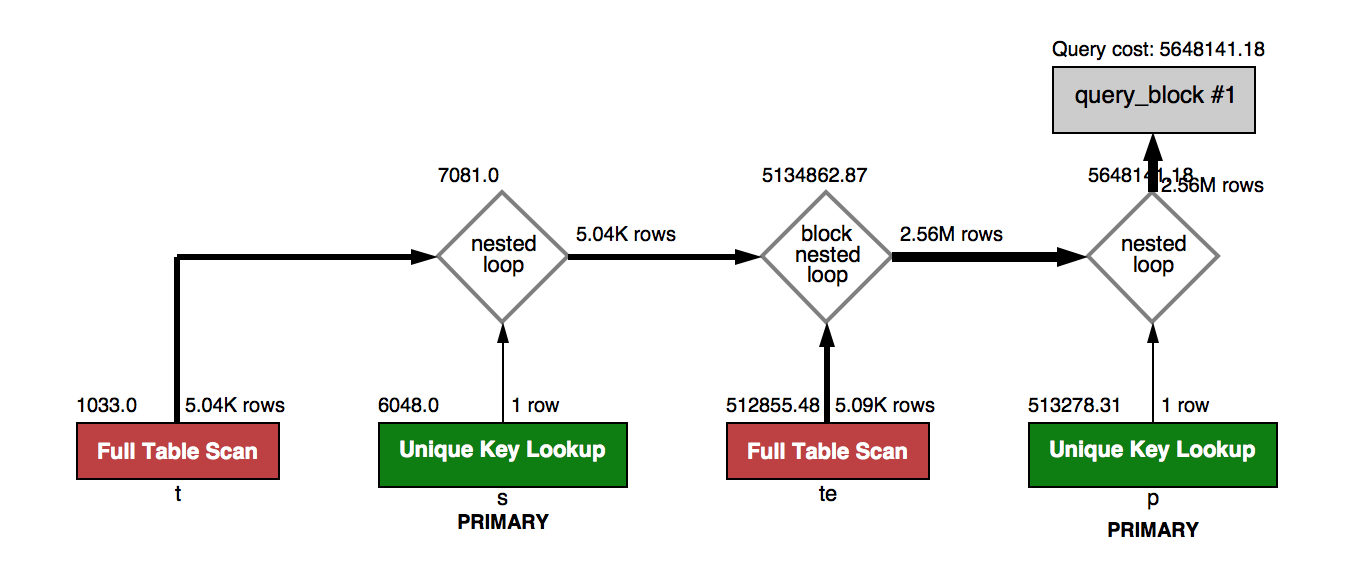 Query cost: 5648141.18
query_block #1
7081.0
5134862.87
5648141.18
2.56M rows
nested
loop
5.04K rows
block
nested
loop
2.56M rows
nested
loop
1033.0
5.04K rows
6048.0
1 row
512855.48
5.09K rows
513278.31
1 row
Full Table Scan
Unique Key Lookup
Full Table Scan
Unique Key Lookup
t
s
te
p
PRIMARY
PRIMARY